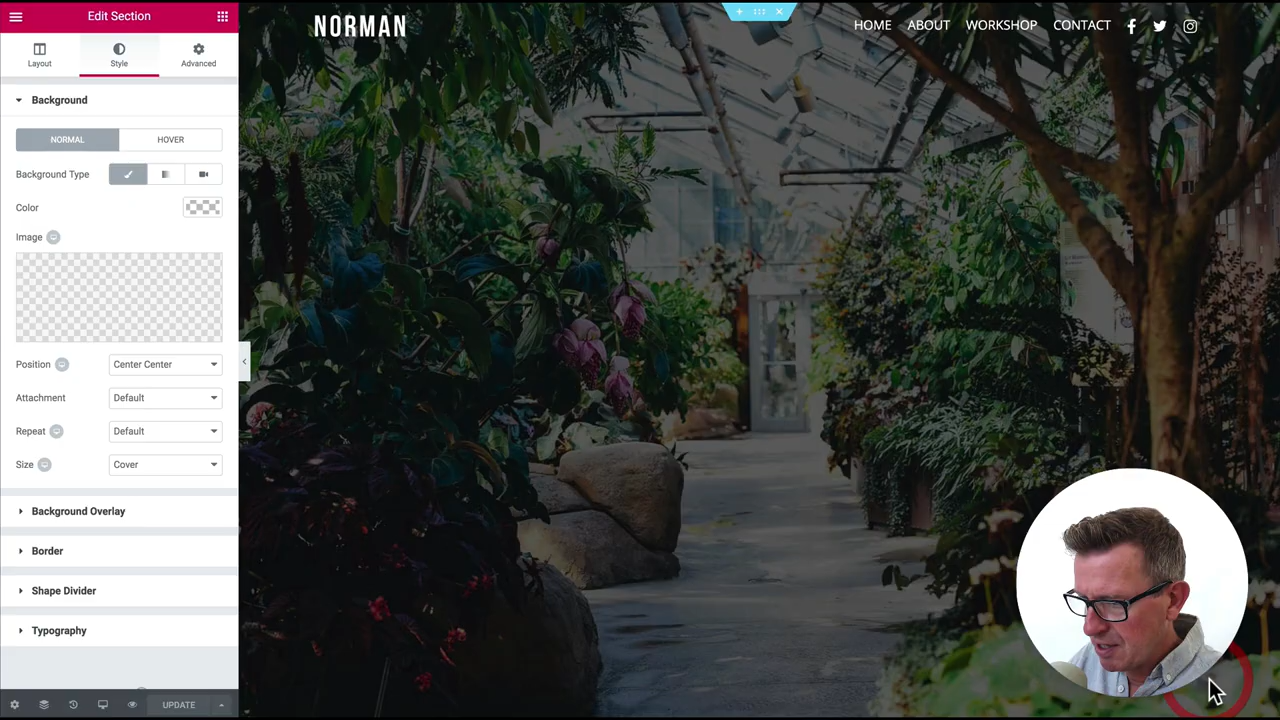 Edit Section
NORMAN
HOME ABOUT WORKSHOP CONTACT
Layout Style Advanced
Background
NORMAL HOVER
Background Type
Color
Image
Position Center Center
Attachment Default
Repeat Default
Size Cover
Background Overlay
Border
Shape Divider
Typography
UPDATE